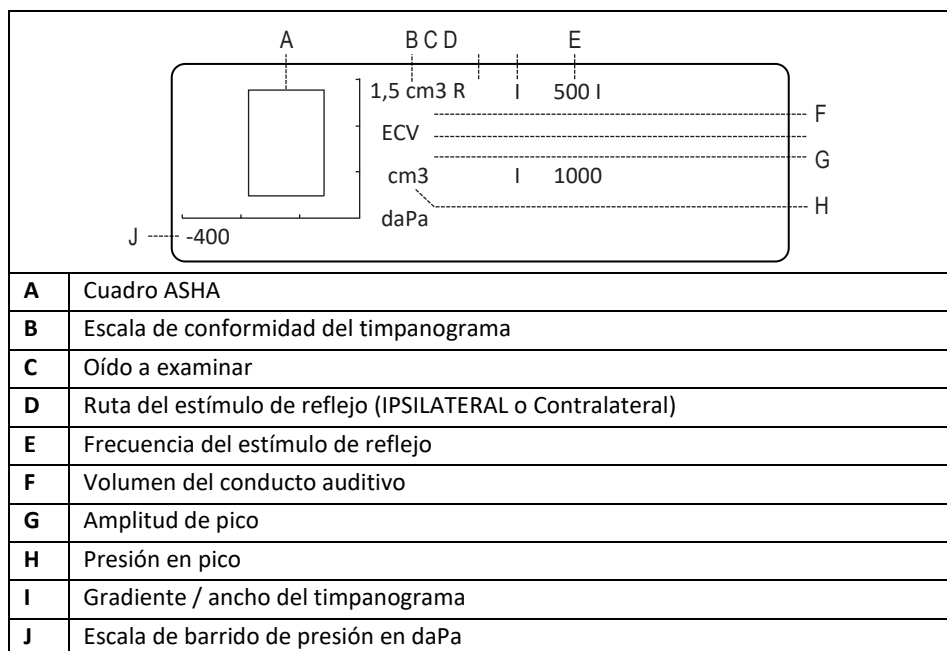 A B C D E
1,5 cm3 R I 500 I
F
ECV
G
cm3 I 1000
H
daPa
J -400
A Cuadro ASHA
B Escala de conformidad del timpanograma
C Oído a examinar
D Ruta del estímulo de reflejo (IPSILATERAL o Contralateral)
E Frecuencia del estímulo de reflejo
F Volumen del conducto auditivo
G Amplitud de pico
H Presión en pico
I Gradiente / ancho del timpanograma
J Escala de barrido de presión en daPa